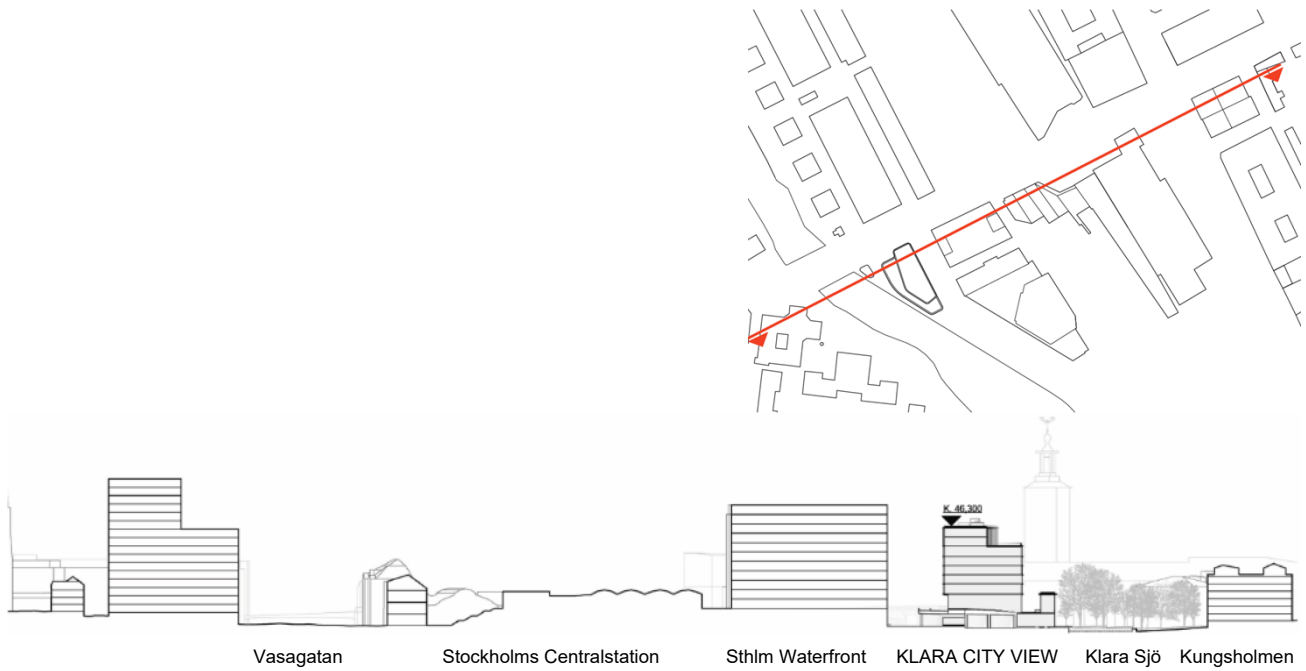 K. 46,300
Vasagatan
Stockholms Centralstation
Sthlm Waterfront
KLARA CITY VIEW
Klara Sjö
Kungsholmen